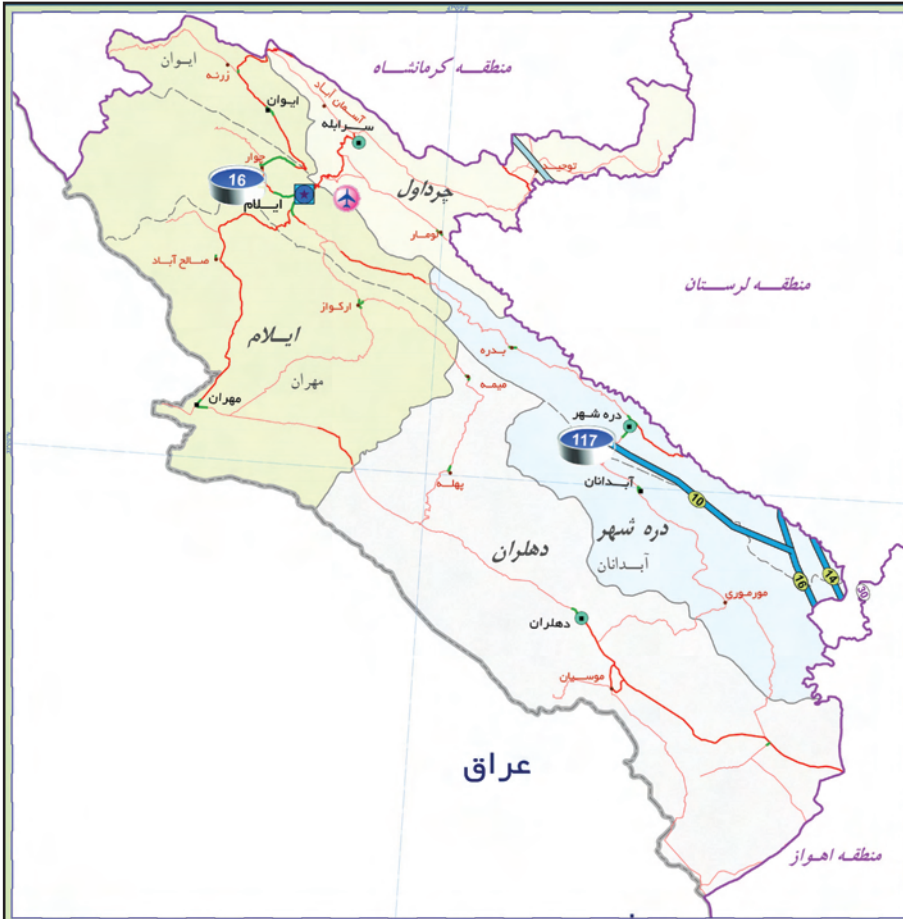 منطقه کرمانشاه
ایوان
زرنه
ایوان
آسمان آباد
سرابله
توحید
چوار
16
ایلام
چرداول
لومار
صالح آباد
منطقه لرستان
ارکواز
ایلام
بدره
میمه
مهران
مهران
دره شهر
117
پهله
آبدانان
10
دره شهر
دهلران
آبدانان
16
14
30
مورموری
دهلران
موسیان
عراق
منطقه اهواز